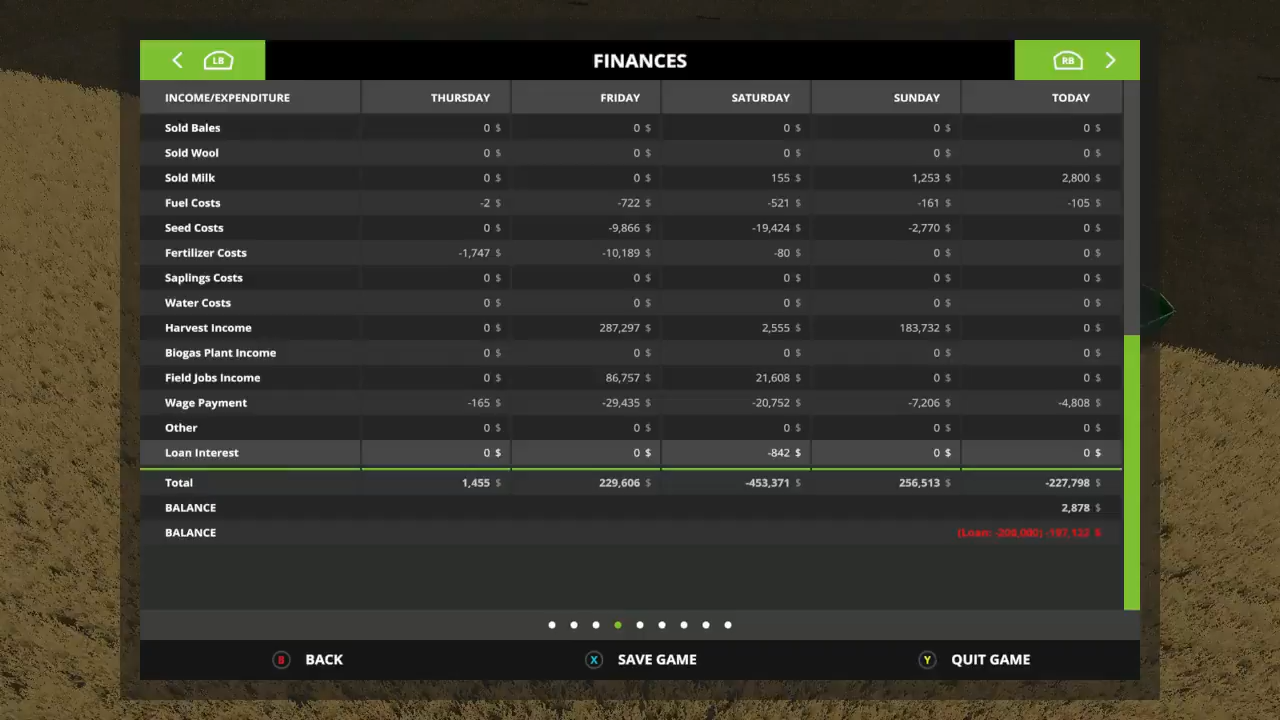 LB FINANCES RB
INCOME/EXPENDITURE THURSDAY FRIDAY SATURDAY SUNDAY TODAY
Sold Bales 0 $ 0 $ 0 $ 0 $ 0 $
Sold Wool 0 $ 0 $ 0 $ 0 $ 0 $
Sold Milk 0 $ 0 $ 155 $ 1,253 $ 2,800 $
Fuel Costs -2 $ -722 $ -521 $ -161 $ -105 $
Seed Costs 0 $ -9,866 $ -19,424 $ -2,770 $ 0 $
Fertilizer Costs -1,747 $ -10,189 $ -80 $ 0 $ 0 $
Saplings Costs 0 $ 0 $ 0 $ 0 $ 0 $
Water Costs 0 $ 0 $ 0 $ 0 $ 0 $
Harvest Income 0 $ 287,297 $ 2,555 $ 183,732 $ 0 $
Biogas Plant Income 0 $ 0 $ 0 $ 0 $ 0 $
Field Jobs Income 0 $ 86,757 $ 21,608 $ 0 $ 0 $
Wage Payment -165 $ -29,435 $ -20,752 $ -7,206 $ -4,808 $
Other 0 $ 0 $ 0 $ 0 $ 0 $
Loan Interest 0 $ 0 $ -842 $ 0 $ 0 $
Total 1,455 $ 229,606 $ -453,371 $ 256,513 $ -227,798 $
BALANCE 2,878 $
BALANCE (Loan: $
B BACK X SAVE GAME Y QUIT GAME